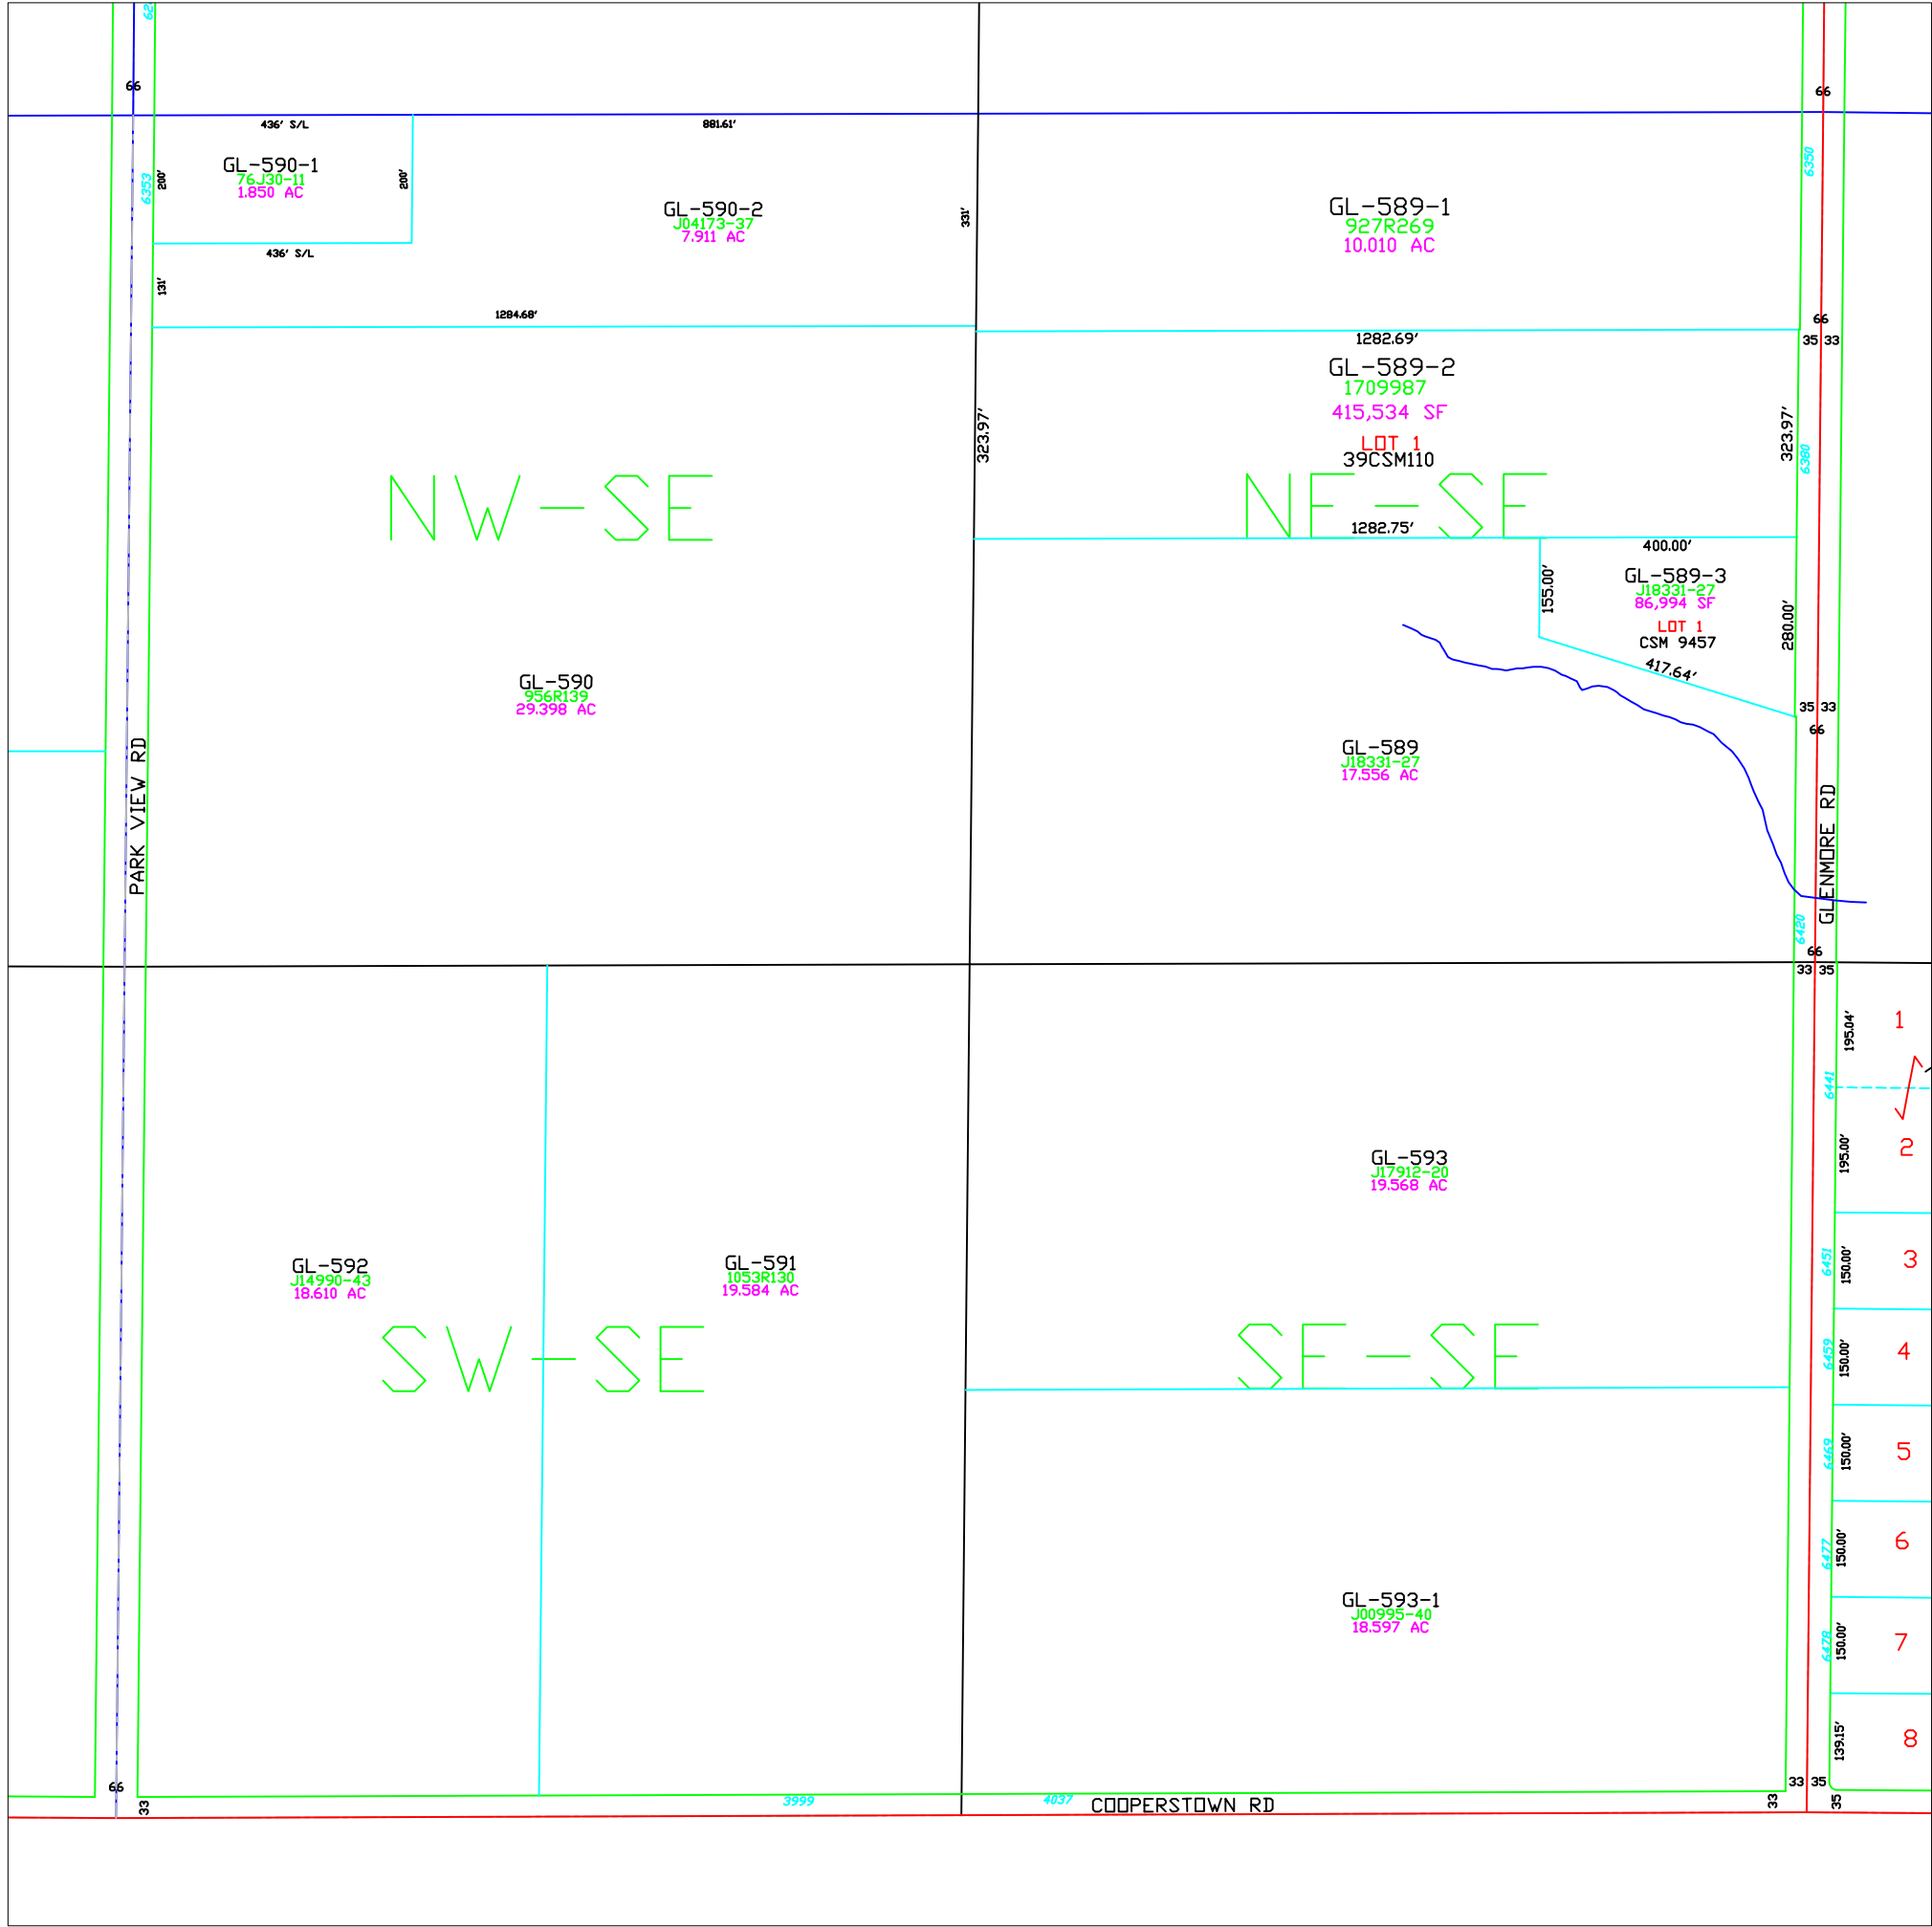 66
66
436' S/L
881.61'
GL-590-1
76J30-11
1.850 AC
6353
200'
200'
GL-590-2
J04173-37
7.911 AC
331'
GL-589-1
927R269
10.010 AC
6350
436' S/L
131'
1284.68'
66
35 33
1282.69'
GL-589-2
1709987
415,534 SF
LOT 1
39CSM110
323.97'
323.97'
6380
NW-SE
NE-SE
1282.75'
400.00'
155.00'
GL-589-3
J18331-27
86,994 SF
LOT 1
CSM 9457
280.00'
417.64'
GL-590
956R139
29.398 AC
35 33
66
GL-589
J18331-27
17.556 AC
PARK VIEW RD
GLENMORE RD
6420
66
33 35
195.04'
1
6441
195.00'
2
GL-593
J17912-20
19.568 AC
GL-592
J14990-43
18.610 AC
GL-591
1053R130
19.584 AC
6451
150.00'
3
SW-SE
SE-SE
6459
150.00'
4
6469
150.00'
5
6477
150.00'
6
GL-593-1
J00995-40
18.597 AC
6478
150.00'
7
139.15'
8
66
33
33 35
3999
4037
COOPERSTOWN RD
33
35